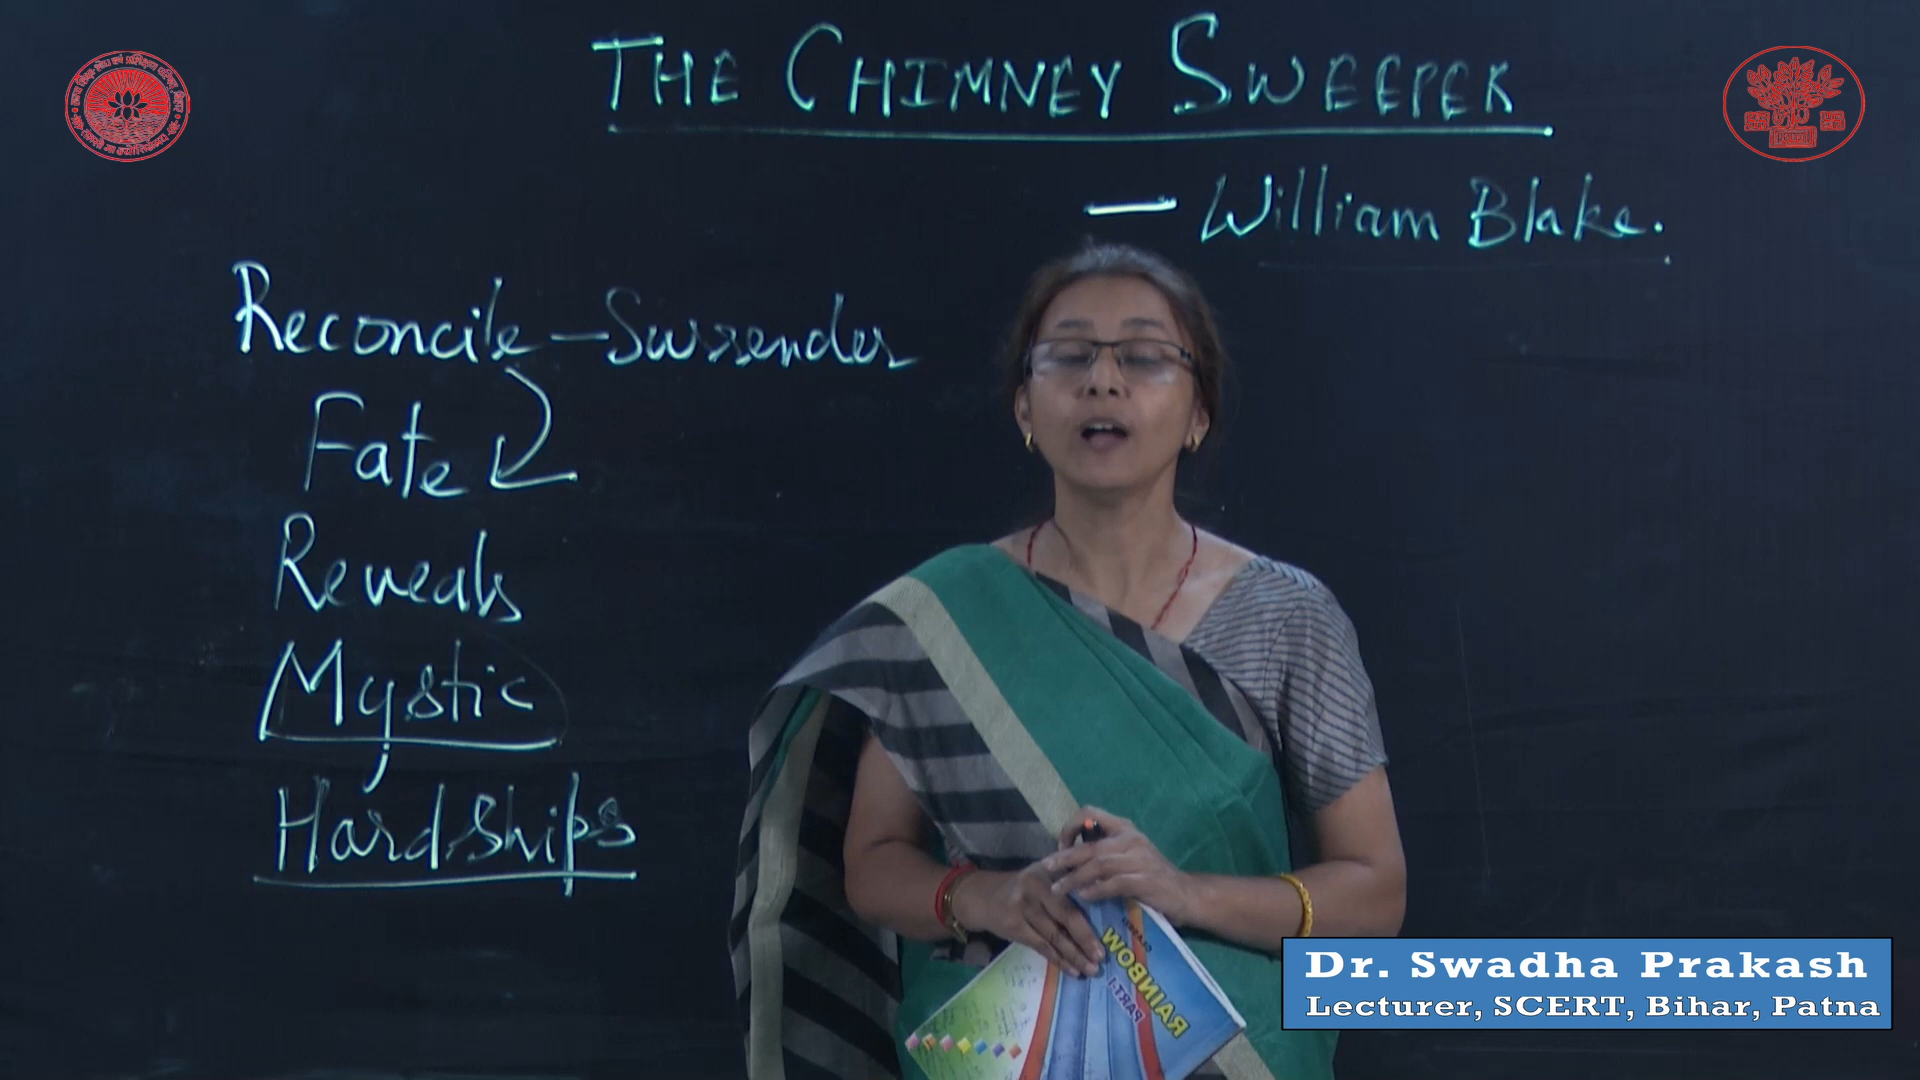 THE CHIMNEY SWEEPER
— William Blake.
Reconcile — Surrender
Fate
Reveals
Mystic
Hardships
RAINBOW
PART-I
Dr. Swadha Prakash
Lecturer, SCERT, Bihar, Patna